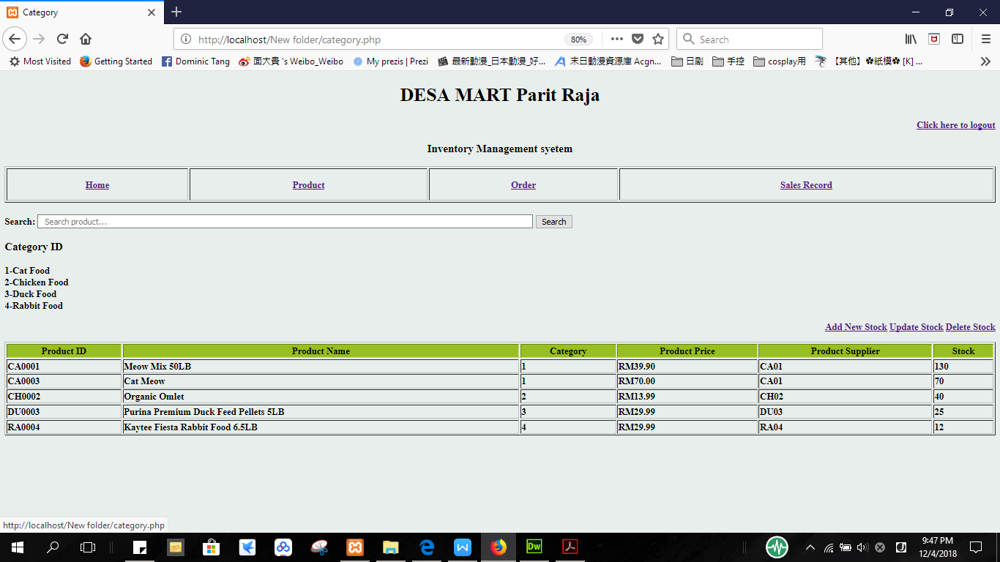 Category
http://localhost/New folder/category.php
80%
Search
Most Visited
Getting Started
Dominic Tang
面大貴 's Weibo_Weibo
My prezis | Prezi
最新動漫_日本動漫_好...
末日動漫資源庫 Acgn...
日剧
手控
cosplay用
【其他】✽紙模✽ [K] ...
DESA MART Parit Raja
Click here to logout
Inventory Management syetem
Home Product Order Sales Record
Search: Search product... Search
Category ID
1-Cat Food
2-Chicken Food
3-Duck Food
4-Rabbit Food
Add New Stock Update Stock Delete Stock
Product ID Product Name Category Product Price Product Supplier Stock
CA0001 Meow Mix 50LB 1 RM39.90 CA01 130
CA0003 Cat Meow 1 RM70.00 CA01 70
CH0002 Organic Omlet 2 RM13.99 CH02 40
DU0003 Purina Premium Duck Feed Pellets 5LB 3 RM29.99 DU03 25
RA0004 Kaytee Fiesta Rabbit Food 6.5LB 4 RM29.99 RA04 12
http://localhost/New folder/category.php
Dw
9:47 PM
12/4/2018